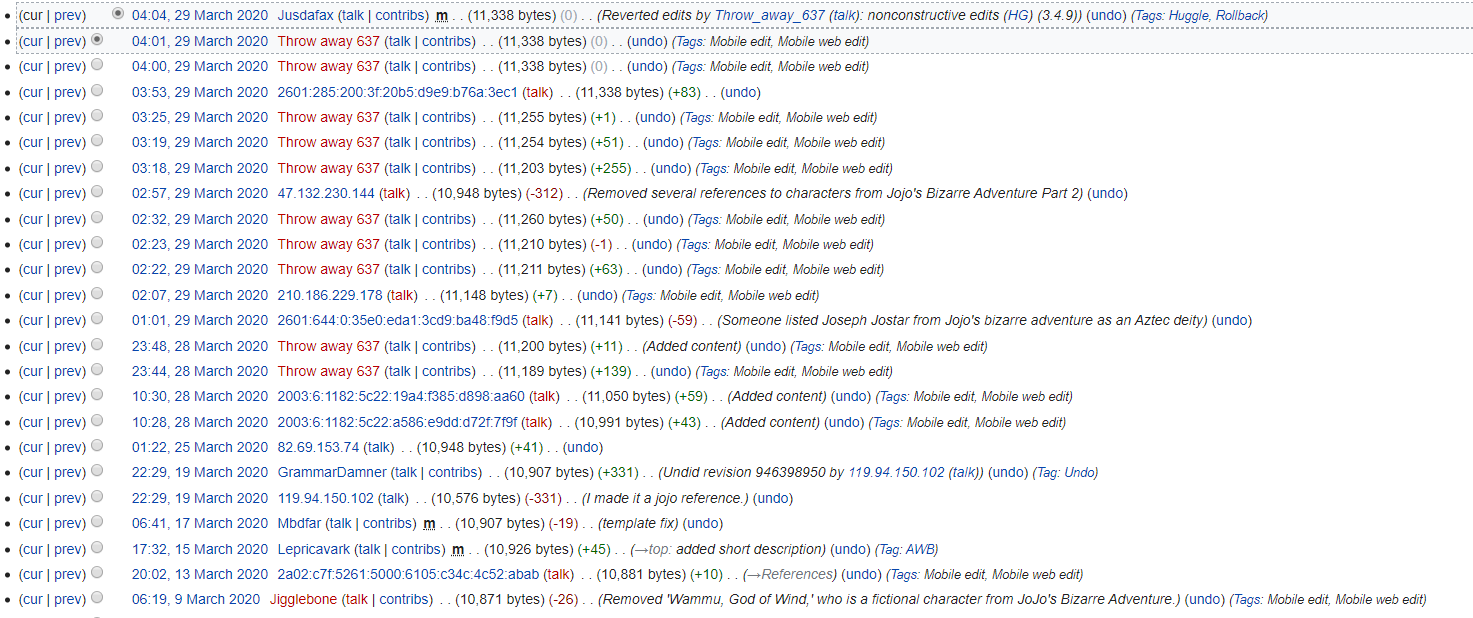 (cur | prev) 04:04, 29 March 2020 Jusdafax (talk | contribs) m . . (11,338 bytes) (0) . . (Reverted edits by Throw_away_637 (talk): nonconstructive edits (HG) (3.4.9)) (undo) (Tags: Huggle, Rollback)
(cur | prev) 04:01, 29 March 2020 Throw away 637 (talk | contribs) . . (11,338 bytes) (0) . . (undo) (Tags: Mobile edit, Mobile web edit)
(cur | prev) 04:00, 29 March 2020 Throw away 637 (talk | contribs) . . (11,338 bytes) (0) . . (undo) (Tags: Mobile edit, Mobile web edit)
(cur | prev) 03:53, 29 March 2020 2601:285:200:3f:20b5:d9e9:b76a:3ec1 (talk) . . (11,338 bytes) (+83) . . (undo)
(cur | prev) 03:25, 29 March 2020 Throw away 637 (talk | contribs) . . (11,255 bytes) (+1) . . (undo) (Tags: Mobile edit, Mobile web edit)
(cur | prev) 03:19, 29 March 2020 Throw away 637 (talk | contribs) . . (11,254 bytes) (+51) . . (undo) (Tags: Mobile edit, Mobile web edit)
(cur | prev) 03:18, 29 March 2020 Throw away 637 (talk | contribs) . . (11,203 bytes) (+255) . . (undo) (Tags: Mobile edit, Mobile web edit)
(cur | prev) 02:57, 29 March 2020 47.132.230.144 (talk) . . (10,948 bytes) (-312) . . (Removed several references to characters from Jojo's Bizarre Adventure Part 2) (undo)
(cur | prev) 02:32, 29 March 2020 Throw away 637 (talk | contribs) . . (11,260 bytes) (+50) . . (undo) (Tags: Mobile edit, Mobile web edit)
(cur | prev) 02:23, 29 March 2020 Throw away 637 (talk | contribs) . . (11,210 bytes) (-1) . . (undo) (Tags: Mobile edit, Mobile web edit)
(cur | prev) 02:22, 29 March 2020 Throw away 637 (talk | contribs) . . (11,211 bytes) (+63) . . (undo) (Tags: Mobile edit, Mobile web edit)
(cur | prev) 02:07, 29 March 2020 210.186.229.178 (talk) . . (11,148 bytes) (+7) . . (undo) (Tags: Mobile edit, Mobile web edit)
(cur | prev) 01:01, 29 March 2020 2601:644:0:35e0:eda1:3cd9:ba48:f9d5 (talk) . . (11,141 bytes) (-59) . . (Someone listed Joseph Jostar from Jojo's bizarre adventure as an Aztec deity) (undo)
(cur | prev) 23:48, 28 March 2020 Throw away 637 (talk | contribs) . . (11,200 bytes) (+11) . . (Added content) (undo) (Tags: Mobile edit, Mobile web edit)
(cur | prev) 23:44, 28 March 2020 Throw away 637 (talk | contribs) . . (11,189 bytes) (+139) . . (undo) (Tags: Mobile edit, Mobile web edit)
(cur | prev) 10:30, 28 March 2020 2003:6:1182:5c22:19a4:f385:d898:aa60 (talk) . . (11,050 bytes) (+59) . . (Added content) (undo) (Tags: Mobile edit, Mobile web edit)
(cur | prev) 10:28, 28 March 2020 2003:6:1182:5c22:a586:e9dd:d72f:7f9f (talk) . . (10,991 bytes) (+43) . . (Added content) (undo) (Tags: Mobile edit, Mobile web edit)
(cur | prev) 01:22, 25 March 2020 82.69.153.74 (talk) . . (10,948 bytes) (+41) . . (undo)
(cur | prev) 22:29, 19 March 2020 GrammarDamner (talk | contribs) . . (10,907 bytes) (+331) . . (Undid revision 946398950 by 119.94.150.102 (talk)) (undo) (Tag: Undo)
(cur | prev) 22:29, 19 March 2020 119.94.150.102 (talk) . . (10,576 bytes) (-331) . . (I made it a jojo reference.) (undo)
(cur | prev) 06:41, 17 March 2020 Mbdfar (talk | contribs) m . . (10,907 bytes) (-19) . . (template fix) (undo)
(cur | prev) 17:32, 15 March 2020 Lepricavark (talk | contribs) m . . (10,926 bytes) (+45) . . (→top: added short description) (undo) (Tag: AWB)
(cur | prev) 20:02, 13 March 2020 2a02:c7f:5261:5000:6105:c34c:4c52:abab (talk) . . (10,881 bytes) (+10) . . (→References) (undo) (Tags: Mobile edit, Mobile web edit)
(cur | prev) 06:19, 9 March 2020 Jigglebone (talk | contribs) . . (10,871 bytes) (-26) . . (Removed 'Wammu, God of Wind,' who is a fictional character from JoJo's Bizarre Adventure.) (undo) (Tags: Mobile edit, Mobile web edit)